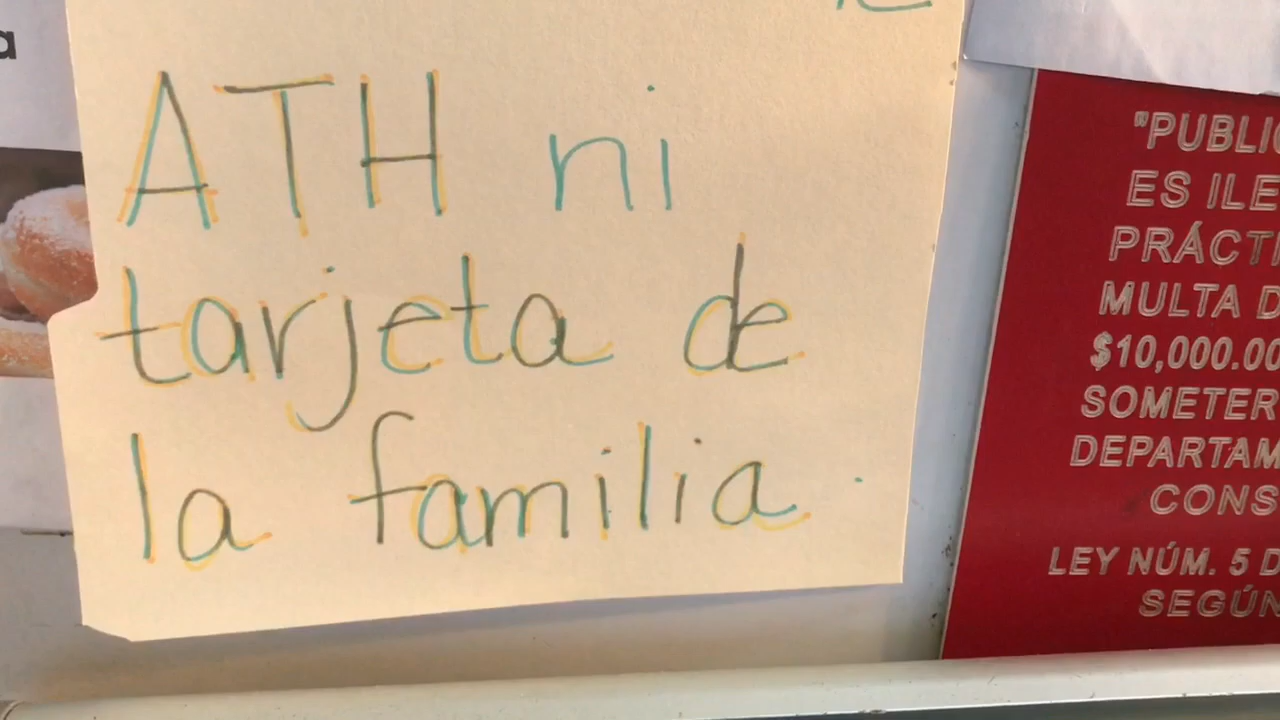 ATH ni
tarjeta de
la familia.
"PUBLIC
ES ILE
PRÁCTI
MULTA D
$10,000.00
SOMETER
DEPARTAM
CONS
LEY NÚM. 5 D
SEGÚN